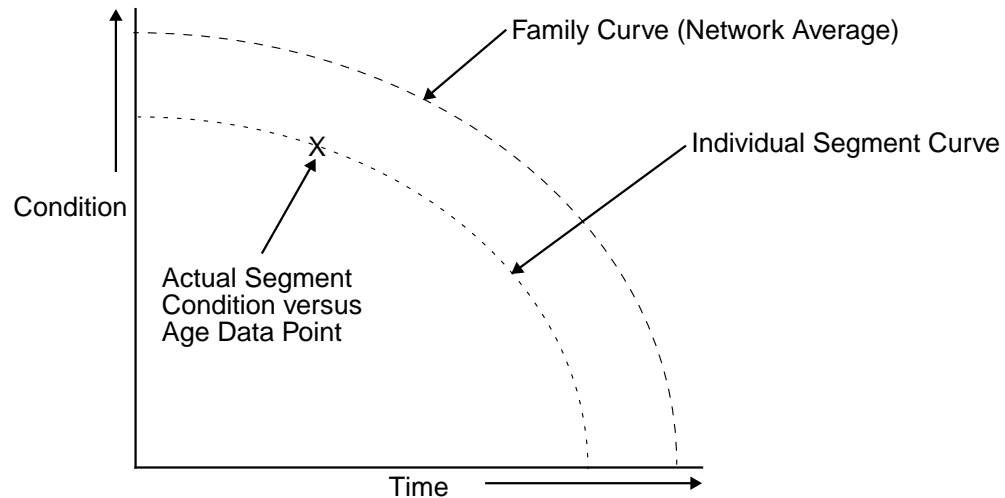 Family Curve (Network Average)
Individual Segment Curve
X
Condition
Actual Segment
Condition versus
Age Data Point
Time